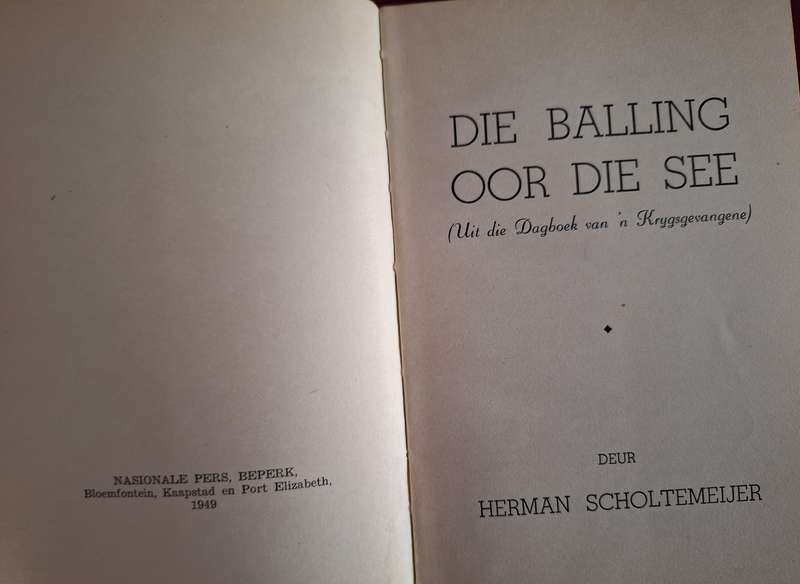 NASIONALE PERS, BEPERK,
Bloemfontein, Kaapstad en Port Elizabeth,
1949
DIE BALLING
OOR DIE SEE
(Uit die Dagboek van 'n Krygsgevangene)
DEUR
HERMAN SCHOLTEMEIJER